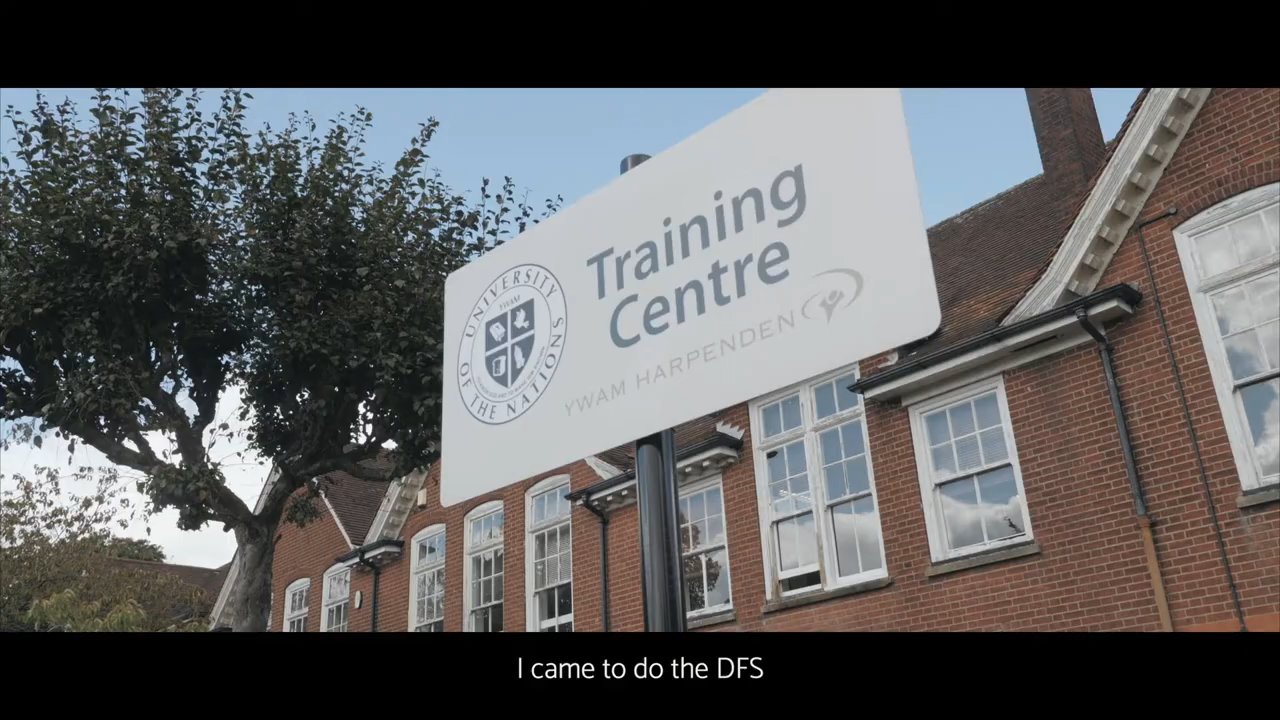 UNIVERSITY
OF THE NATIONS
YWAM
Training
Centre
YWAM HARPENDEN
I came to do the DFS